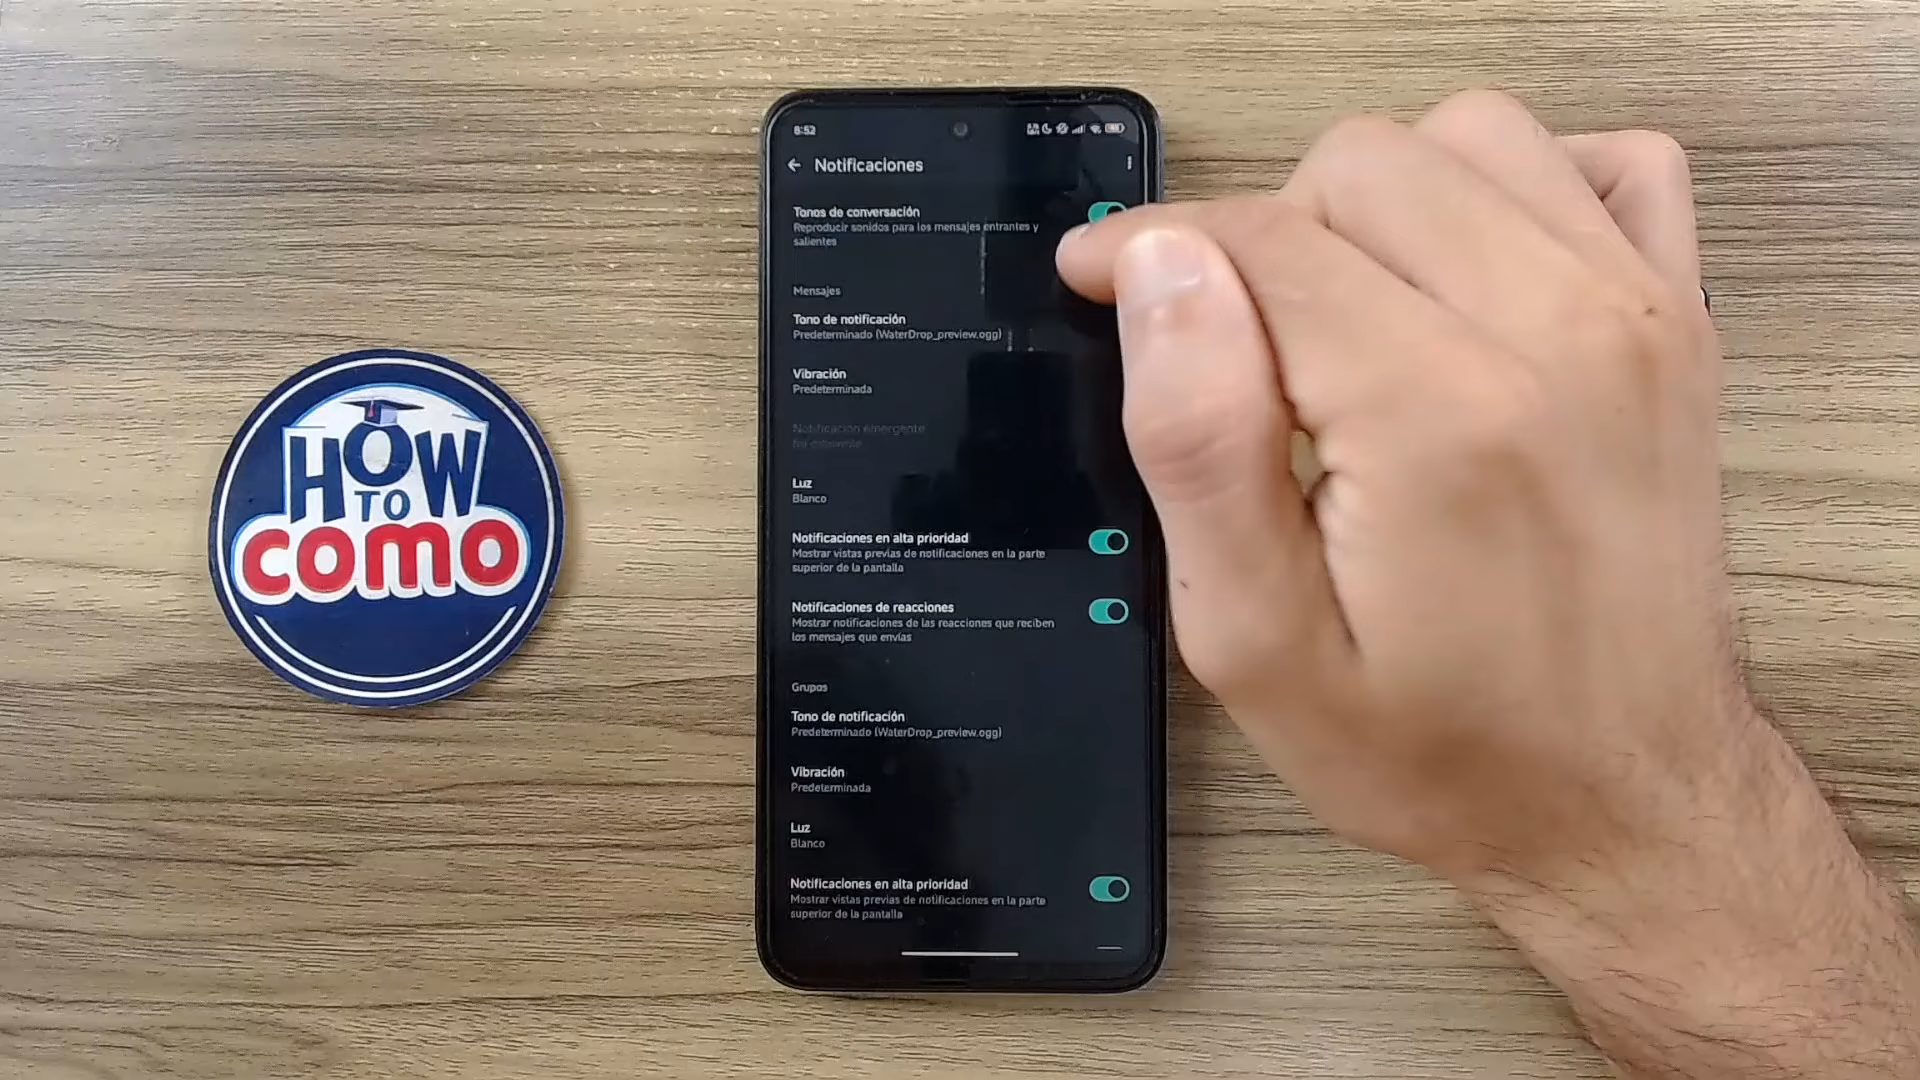 8:52
Notificaciones
Tonos de conversación
Reproducir sonidos para los mensajes entrantes y
salientes
Mensajes
Tono de notificación
Predeterminado (WaterDrop_preview.ogg)
Vibración
Predeterminada
Notificación emergente
No disponible
Luz
Blanco
Notificaciones en alta prioridad
Mostrar vistas previas de notificaciones en la parte
superior de la pantalla
Notificaciones de reacciones
Mostrar notificaciones de las reacciones que reciben
los mensajes que envías
Grupos
Tono de notificación
Predeterminado (WaterDrop_preview.ogg)
Vibración
Predeterminada
Luz
Blanco
Notificaciones en alta prioridad
Mostrar vistas previas de notificaciones en la parte
superior de la pantalla
HOW
TO
COMO